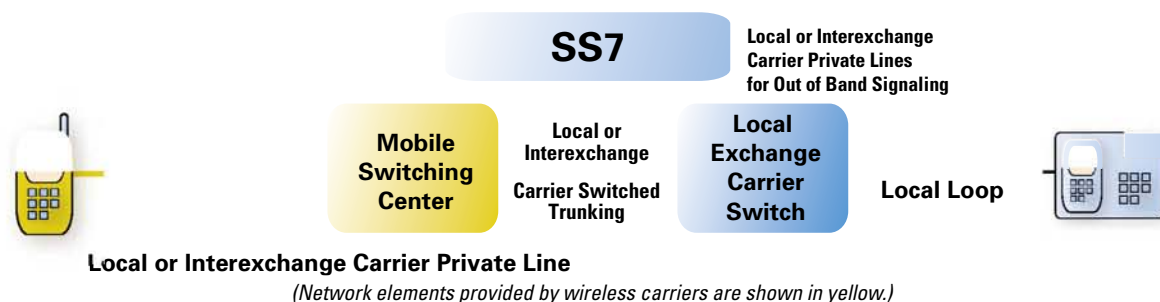 SS7
Local or Interexchange
Carrier Private Lines
for Out of Band Signaling
Mobile
Switching
Center
Local or
Interexchange
Carrier Switched
Trunking
Local
Exchange
Carrier
Switch
Local Loop
Local or Interexchange Carrier Private Line
(Network elements provided by wireless carriers are shown in yellow.)